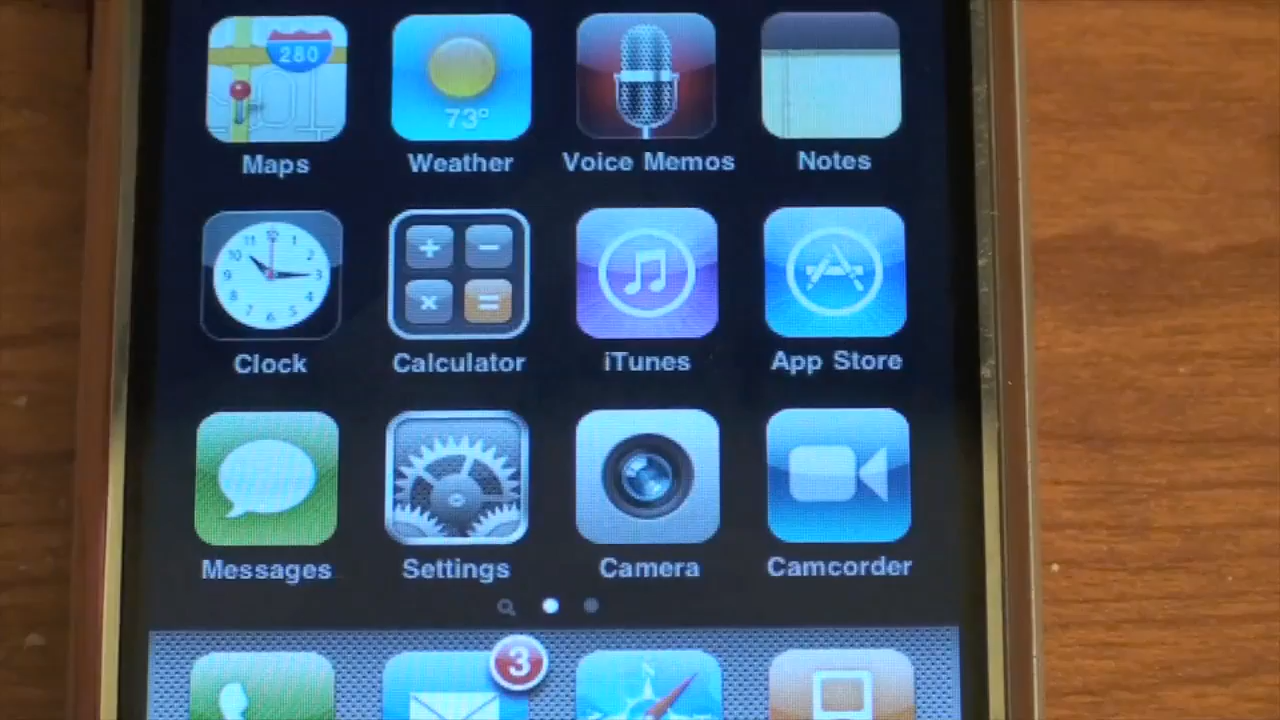 280
73°
Maps Weather Voice Memos Notes
Clock Calculator iTunes App Store
Messages Settings Camera Camcorder
3
N